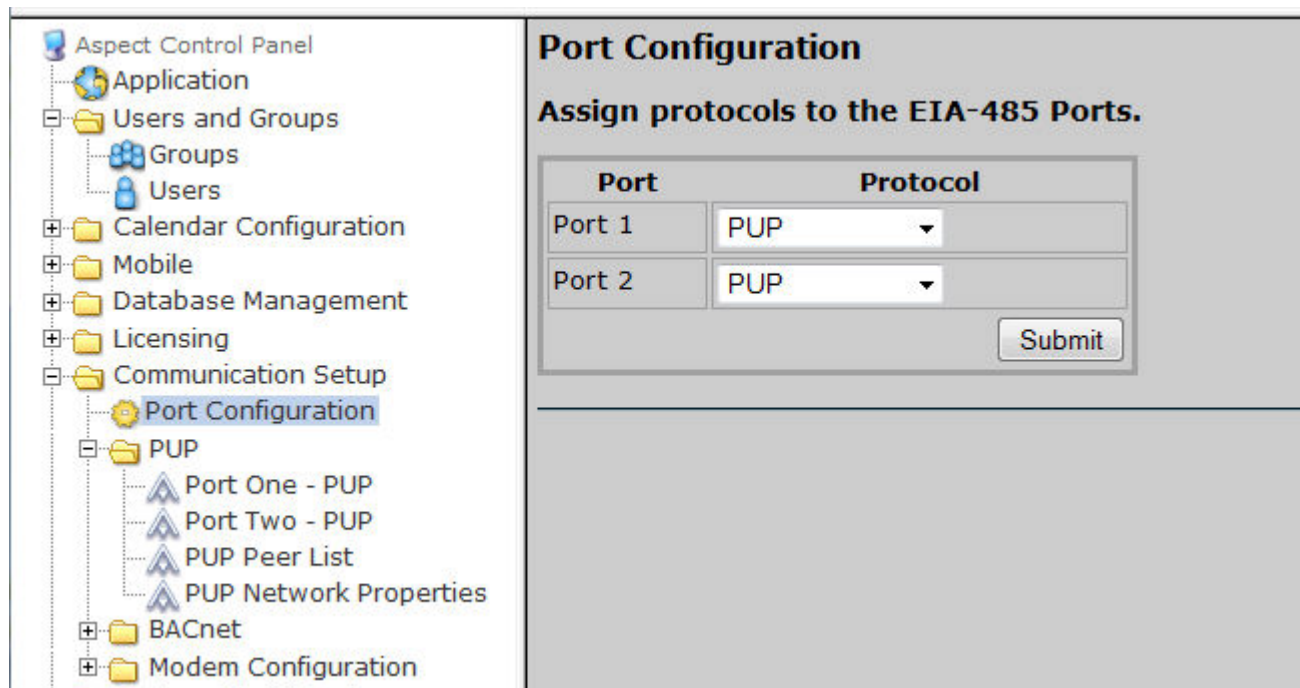 Aspect Control Panel
Application
Users and Groups
Groups
Users
Calendar Configuration
Mobile
Database Management
Licensing
Communication Setup
Port Configuration
PUP
Port One - PUP
Port Two - PUP
PUP Peer List
PUP Network Properties
BACnet
Modem Configuration
Port Configuration
Assign protocols to the EIA-485 Ports.
Port Protocol
Port 1 PUP
Port 2 PUP
Submit